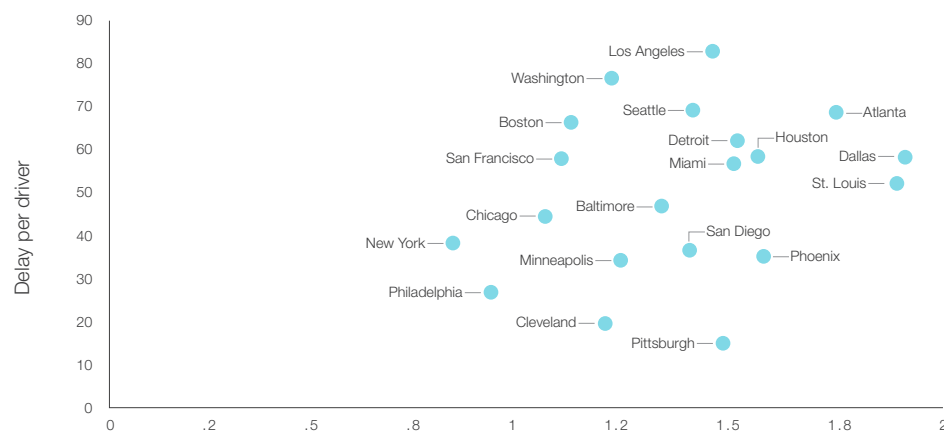 90
80
70
60
50
40
30
20
10
0
Delay per driver
Los Angeles
Washington
Seattle
Atlanta
Boston
Houston
Detroit
San Francisco
Miami
Dallas
St. Louis
Baltimore
Chicago
San Diego
New York
Minneapolis
Phoenix
Philadelphia
Cleveland
Pittsburgh
0 .2 .5 .8 1 1.2 1.5 1.8 2